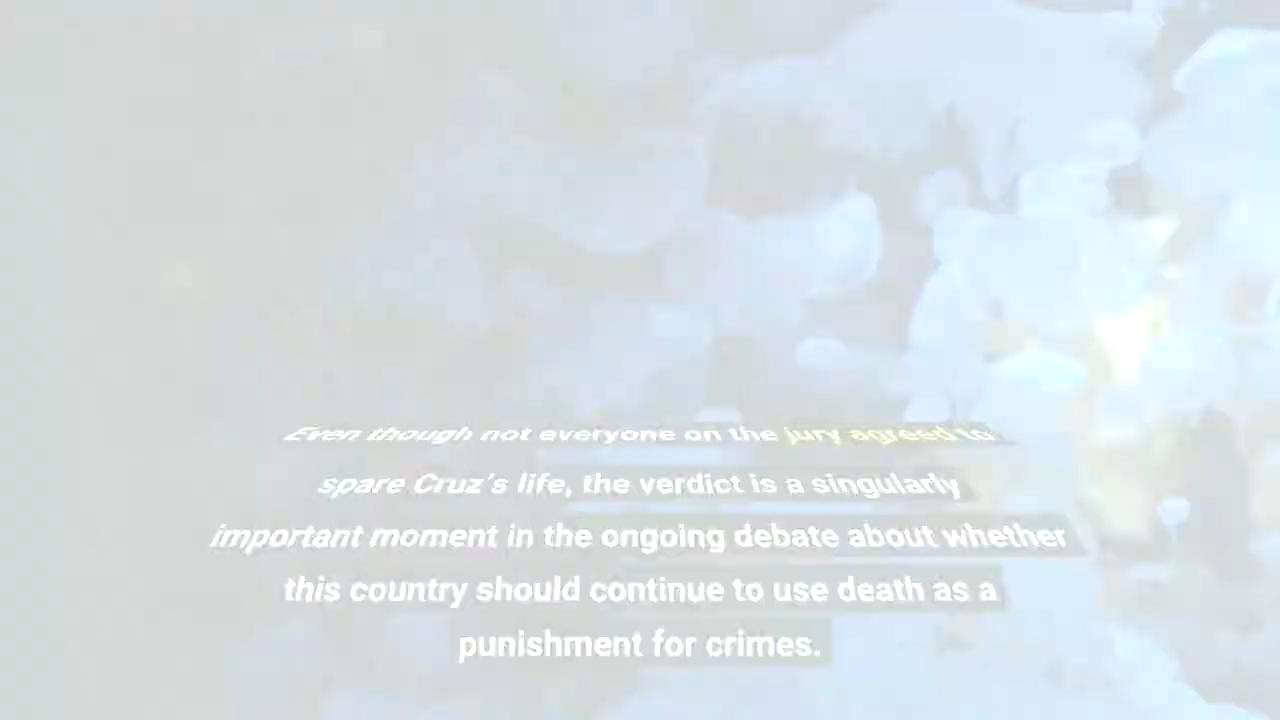 Even though not everyone on the jury agreed to
spare Cruz's life, the verdict is a singularly
important moment in the ongoing debate about whether
this country should continue to use death as a
punishment for crimes.